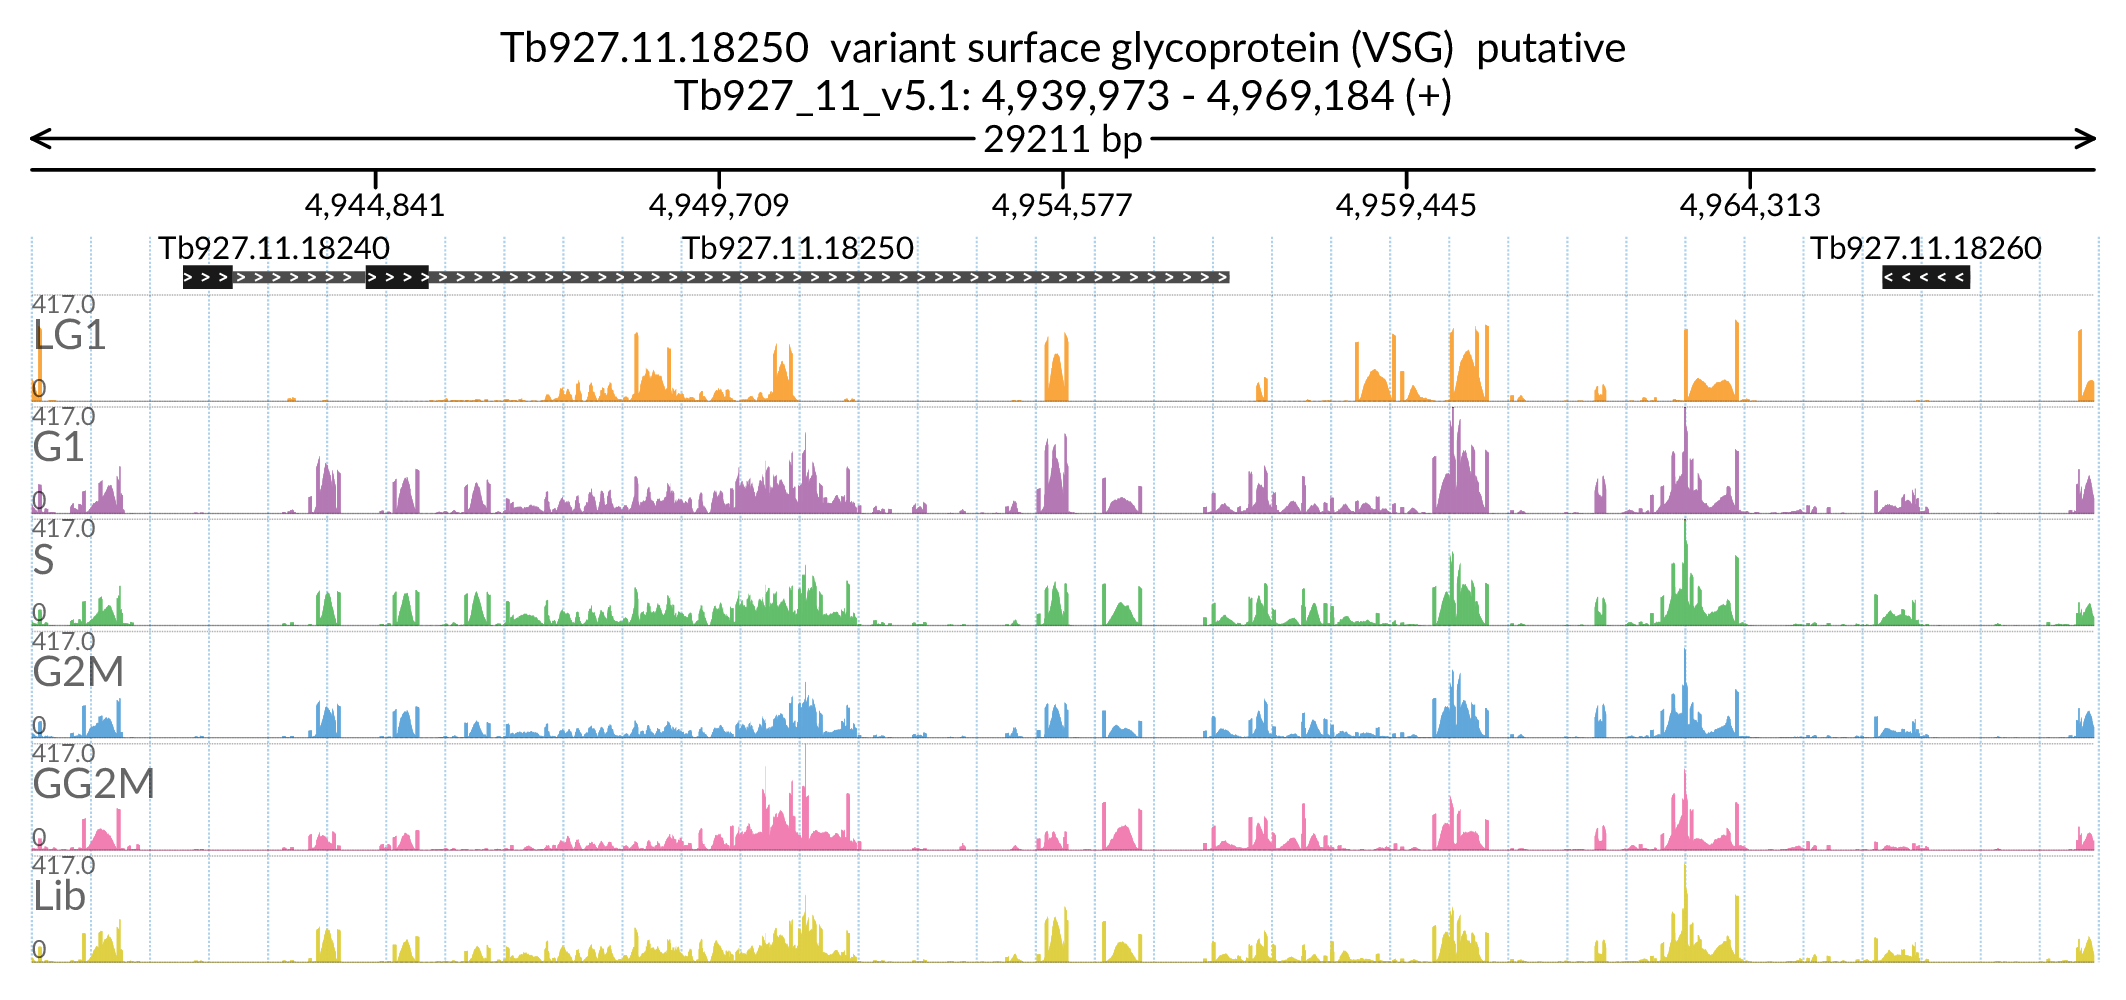 Tb927.11.18250 variant surface glycoprotein (VSG) putative
Tb927_11_v5.1: 4,939,973 - 4,969,184 (+)
29211 bp
4,944,841 4,949,709 4,954,577 4,959,445 4,964,313
Tb927.11.18240 Tb927.11.18250 Tb927.11.18260
417.0
LG1
0
417.0
G1
0
417.0
S
0
417.0
G2M
0
417.0
GG2M
0
417.0
Lib
0